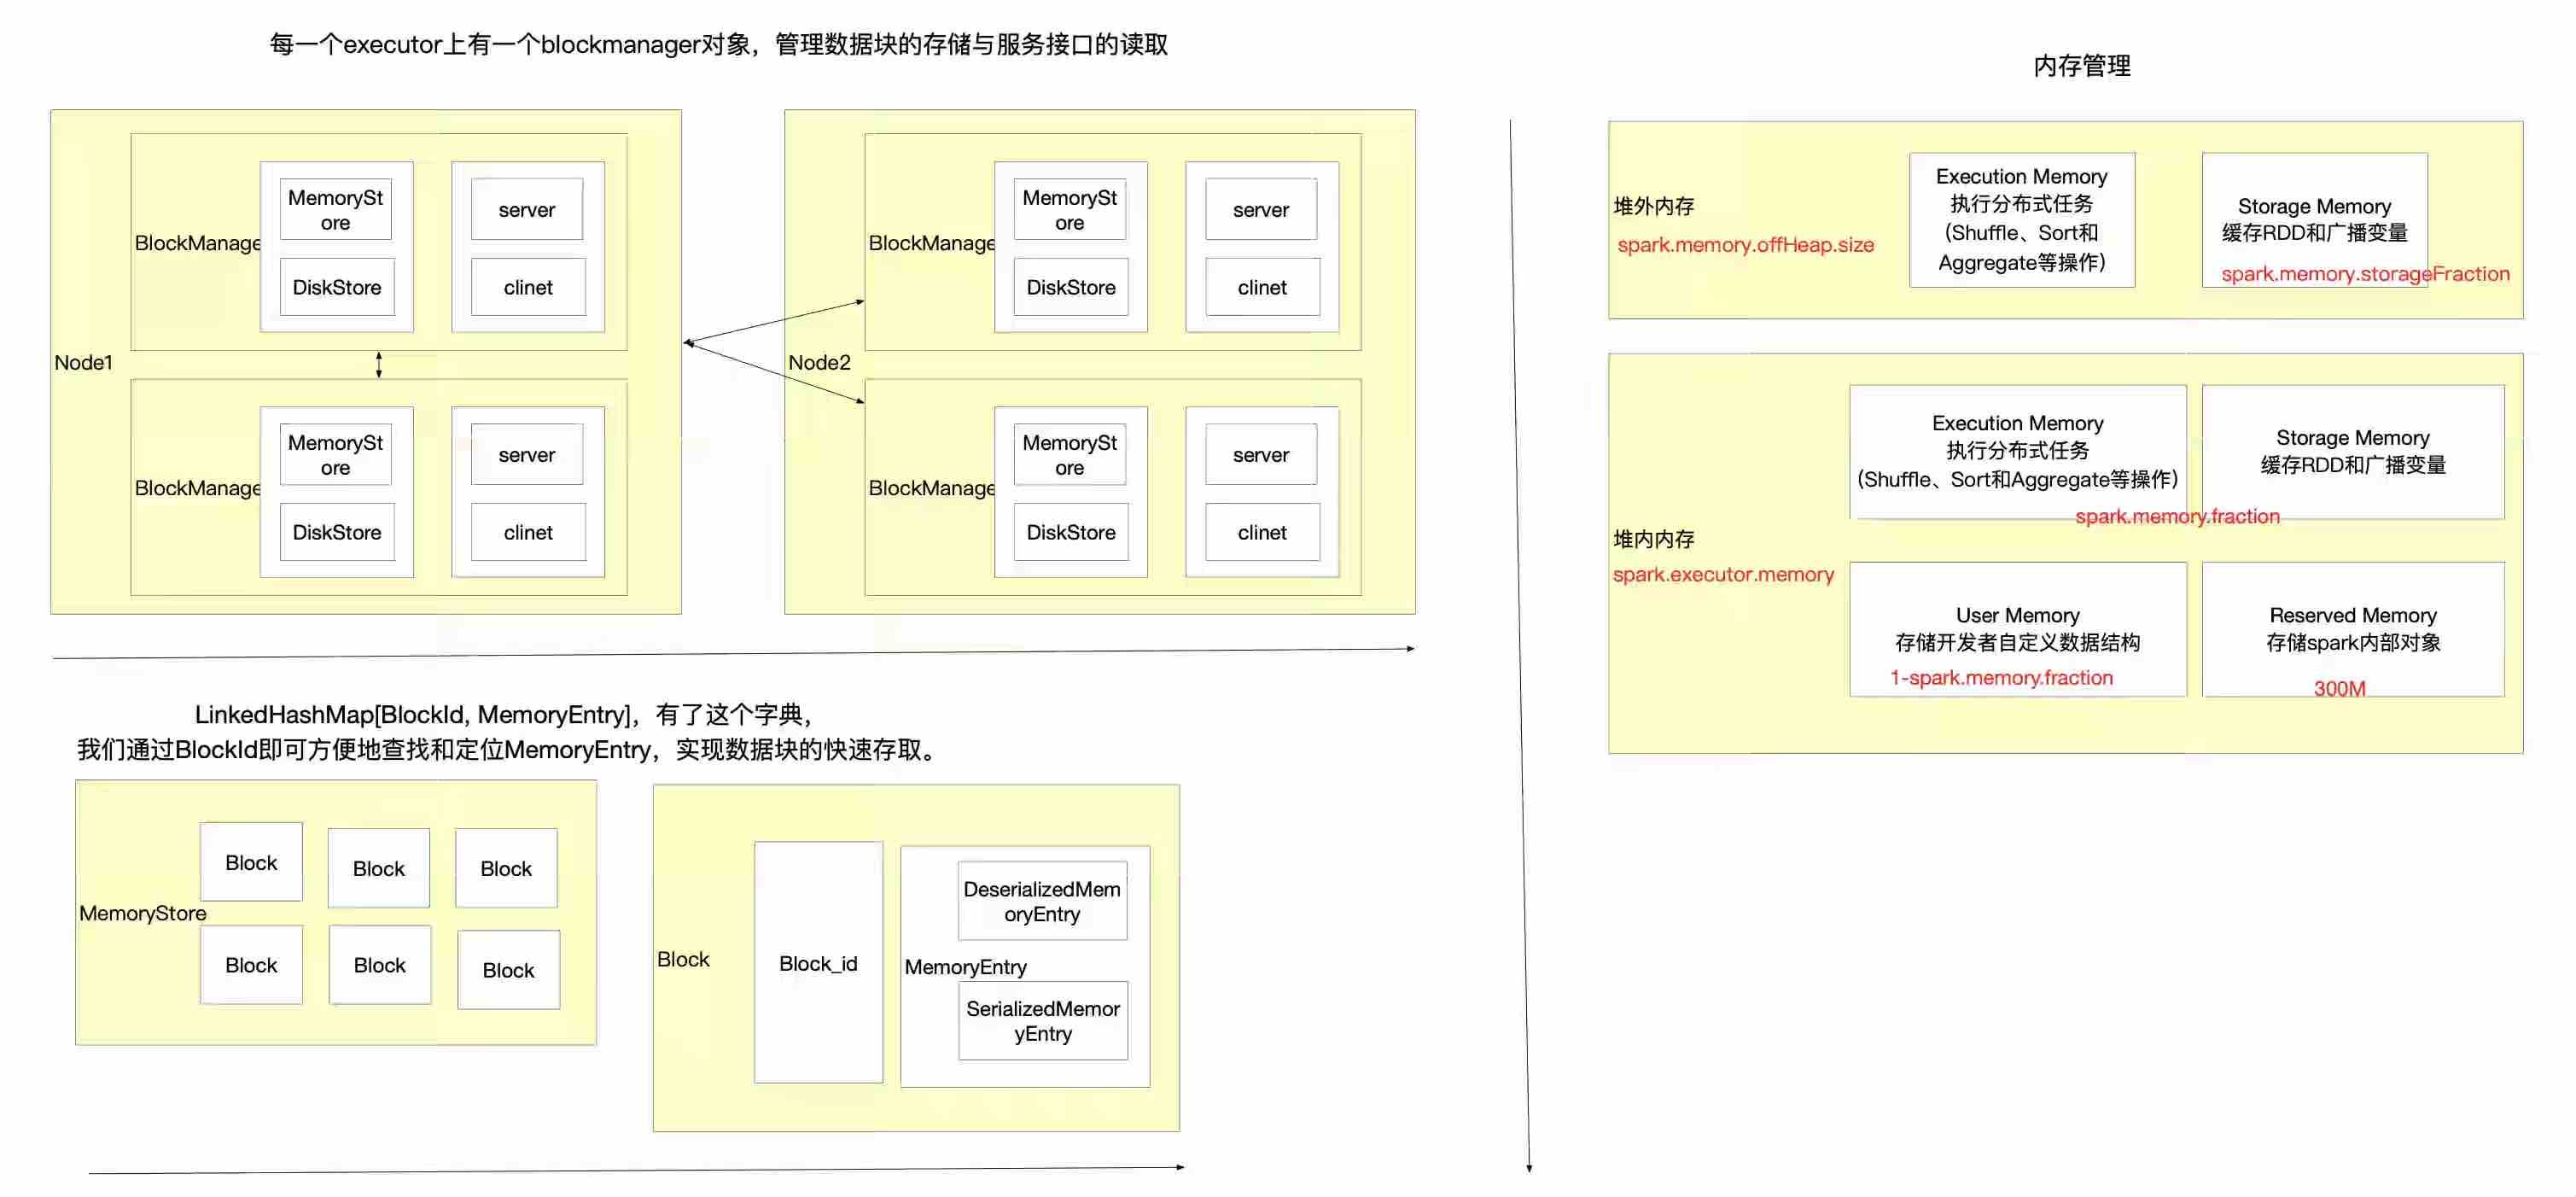 每一个executor上有一个blockmanager对象，管理数据块的存储与服务接口的读取
Node1
BlockManage
MemorySt
ore
DiskStore
server
clinet
BlockManage
MemorySt
ore
DiskStore
server
clinet
Node2
BlockManage
MemorySt
ore
DiskStore
server
clinet
BlockManage
MemorySt
ore
DiskStore
server
clinet
LinkedHashMap[BlockId, MemoryEntry]，有了这个字典，
我们通过BlockId即可方便地查找和定位MemoryEntry，实现数据块的快速存取。
MemoryStore
Block
Block
Block
Block
Block
Block
Block
Block_id
MemoryEntry
DeserializedMem
oryEntry
SerializedMemor
yEntry
内存管理
堆外内存
spark.memory.offHeap.size
Execution Memory
执行分布式任务
(Shuffle、Sort和
Aggregate等操作)
Storage Memory
缓存RDD和广播变量
spark.memory.storageFraction
堆内内存
spark.executor.memory
Execution Memory
执行分布式任务
(Shuffle、Sort和Aggregate等操作)
Storage Memory
缓存RDD和广播变量
spark.memory.fraction
User Memory
存储开发者自定义数据结构
1-spark.memory.fraction
Reserved Memory
存储spark内部对象
300M